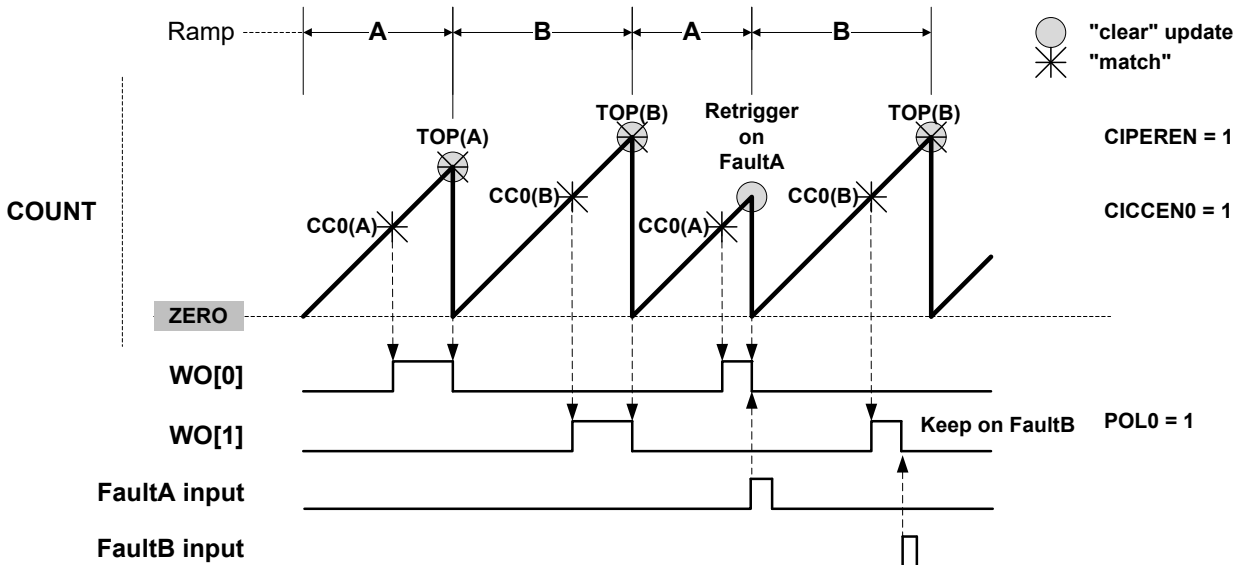 Ramp
A
B
A
B
"clear" update
"match"
TOP(A)
TOP(B)
Retrigger
on
FaultA
TOP(B)
CIPEREN = 1
COUNT
CC0(A)
CC0(B)
CC0(A)
CC0(B)
CICCEN0 = 1
ZERO
WO[0]
WO[1]
Keep on FaultB
POL0 = 1
FaultA input
FaultB input